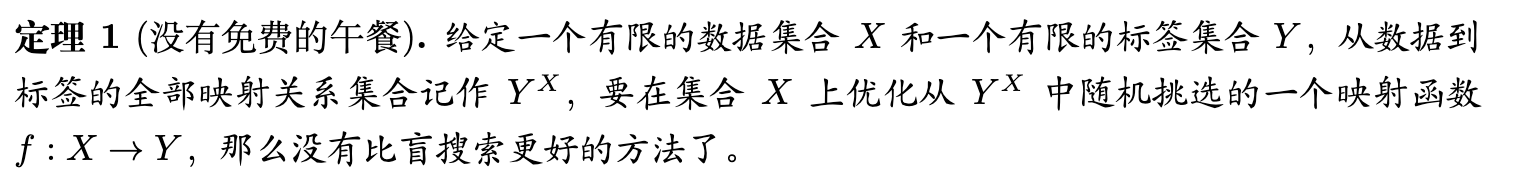 定理 1 (没有免费的午餐). 给定一个有限的数据集合 X 和一个有限的标签集合 Y，从数据到
标签的全部映射关系集合记作 Y^X，要在集合 X 上优化从 Y^X 中随机挑选的一个映射函数
f : X → Y，那么没有比盲搜索更好的方法了。